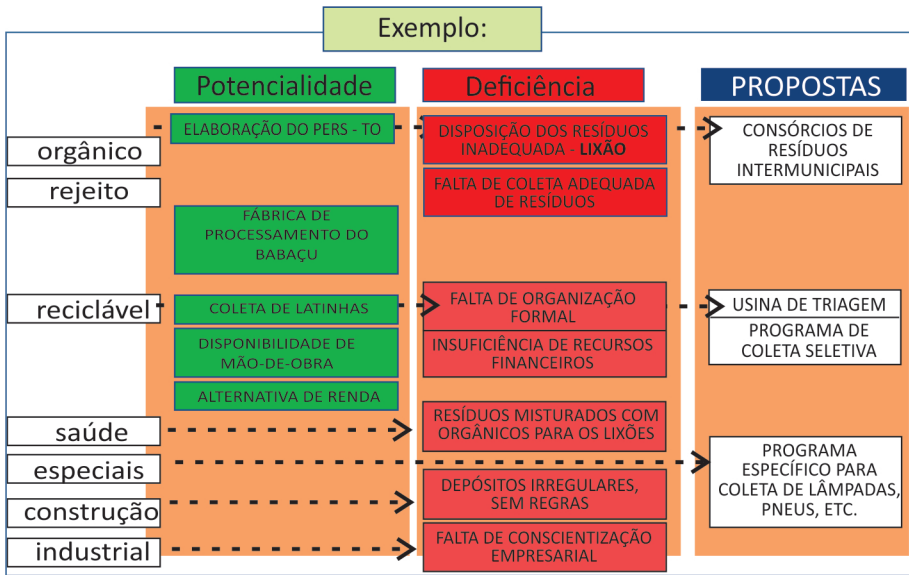 Exemplo:
Potencialidade
Deficiência
PROPOSTAS
orgânico
rejeito
ELABORAÇÃO DO PERS - TO
DISPOSIÇÃO DOS RESÍDUOS
INADEQUADA - LIXÃO
FALTA DE COLETA ADEQUADA
DE RESÍDUOS
CONSÓRCIOS DE
RESÍDUOS
INTERMUNICIPAIS
FÁBRICA DE
PROCESSAMENTO DO
BABAÇU
reciclável
COLETA DE LATINHAS
DISPONIBILIDADE DE
MÃO-DE-OBRA
ALTERNATIVA DE RENDA
FALTA DE ORGANIZAÇÃO
FORMAL
INSUFICIÊNCIA DE RECURSOS
FINANCEIROS
USINA DE TRIAGEM
PROGRAMA DE
COLETA SELETIVA
saúde
RESÍDUOS MISTURADOS COM
ORGÂNICOS PARA OS LIXÕES
especiais
PROGRAMA
ESPECÍFICO PARA
COLETA DE LÂMPADAS,
PNEUS, ETC.
construção
DEPÓSITOS IRREGULARES,
SEM REGRAS
industrial
FALTA DE CONSCIENTIZAÇÃO
EMPRESARIAL